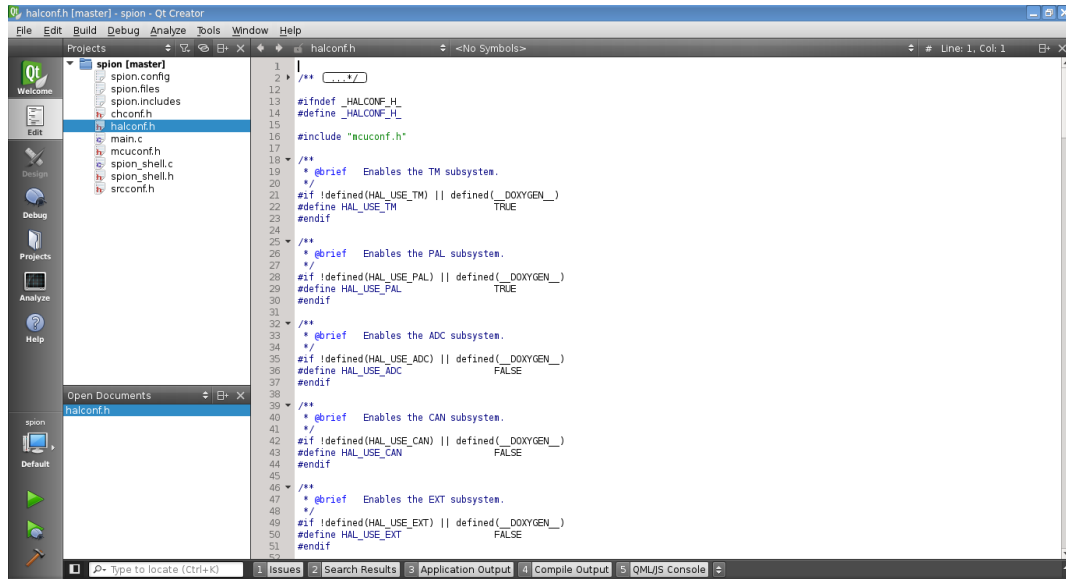 halconf.h [master] - spion - Qt Creator
File Edit Build Debug Analyze Tools Window Help
Projects
halconf.h
<No Symbols>
# Line: 1, Col: 1
Qt
Welcome
Edit
Design
Debug
Projects
Analyze
Help
spion
Default
spion [master]
spion.config
spion.files
spion.includes
chconf.h
halconf.h
main.c
mcuconf.h
spion_shell.c
spion_shell.h
srcconf.h
Open Documents
halconf.h
1
2 /** ...*/
12
13 #ifndef _HALCONF_H_
14 #define _HALCONF_H_
15
16 #include "mcuconf.h"
17
18 /**
19 * @brief   Enables the TM subsystem.
20 */
21 #if !defined(HAL_USE_TM) || defined(__DOXYGEN__)
22 #define HAL_USE_TM                  TRUE
23 #endif
24
25 /**
26 * @brief   Enables the PAL subsystem.
27 */
28 #if !defined(HAL_USE_PAL) || defined(__DOXYGEN__)
29 #define HAL_USE_PAL                 TRUE
30 #endif
31
32 /**
33 * @brief   Enables the ADC subsystem.
34 */
35 #if !defined(HAL_USE_ADC) || defined(__DOXYGEN__)
36 #define HAL_USE_ADC                 FALSE
37 #endif
38
39 /**
40 * @brief   Enables the CAN subsystem.
41 */
42 #if !defined(HAL_USE_CAN) || defined(__DOXYGEN__)
43 #define HAL_USE_CAN                 FALSE
44 #endif
45
46 /**
47 * @brief   Enables the EXT subsystem.
48 */
49 #if !defined(HAL_USE_EXT) || defined(__DOXYGEN__)
50 #define HAL_USE_EXT                 FALSE
51 #endif
52
Type to locate (Ctrl+K)
1 Issues 2 Search Results 3 Application Output 4 Compile Output 5 QML/JS Console